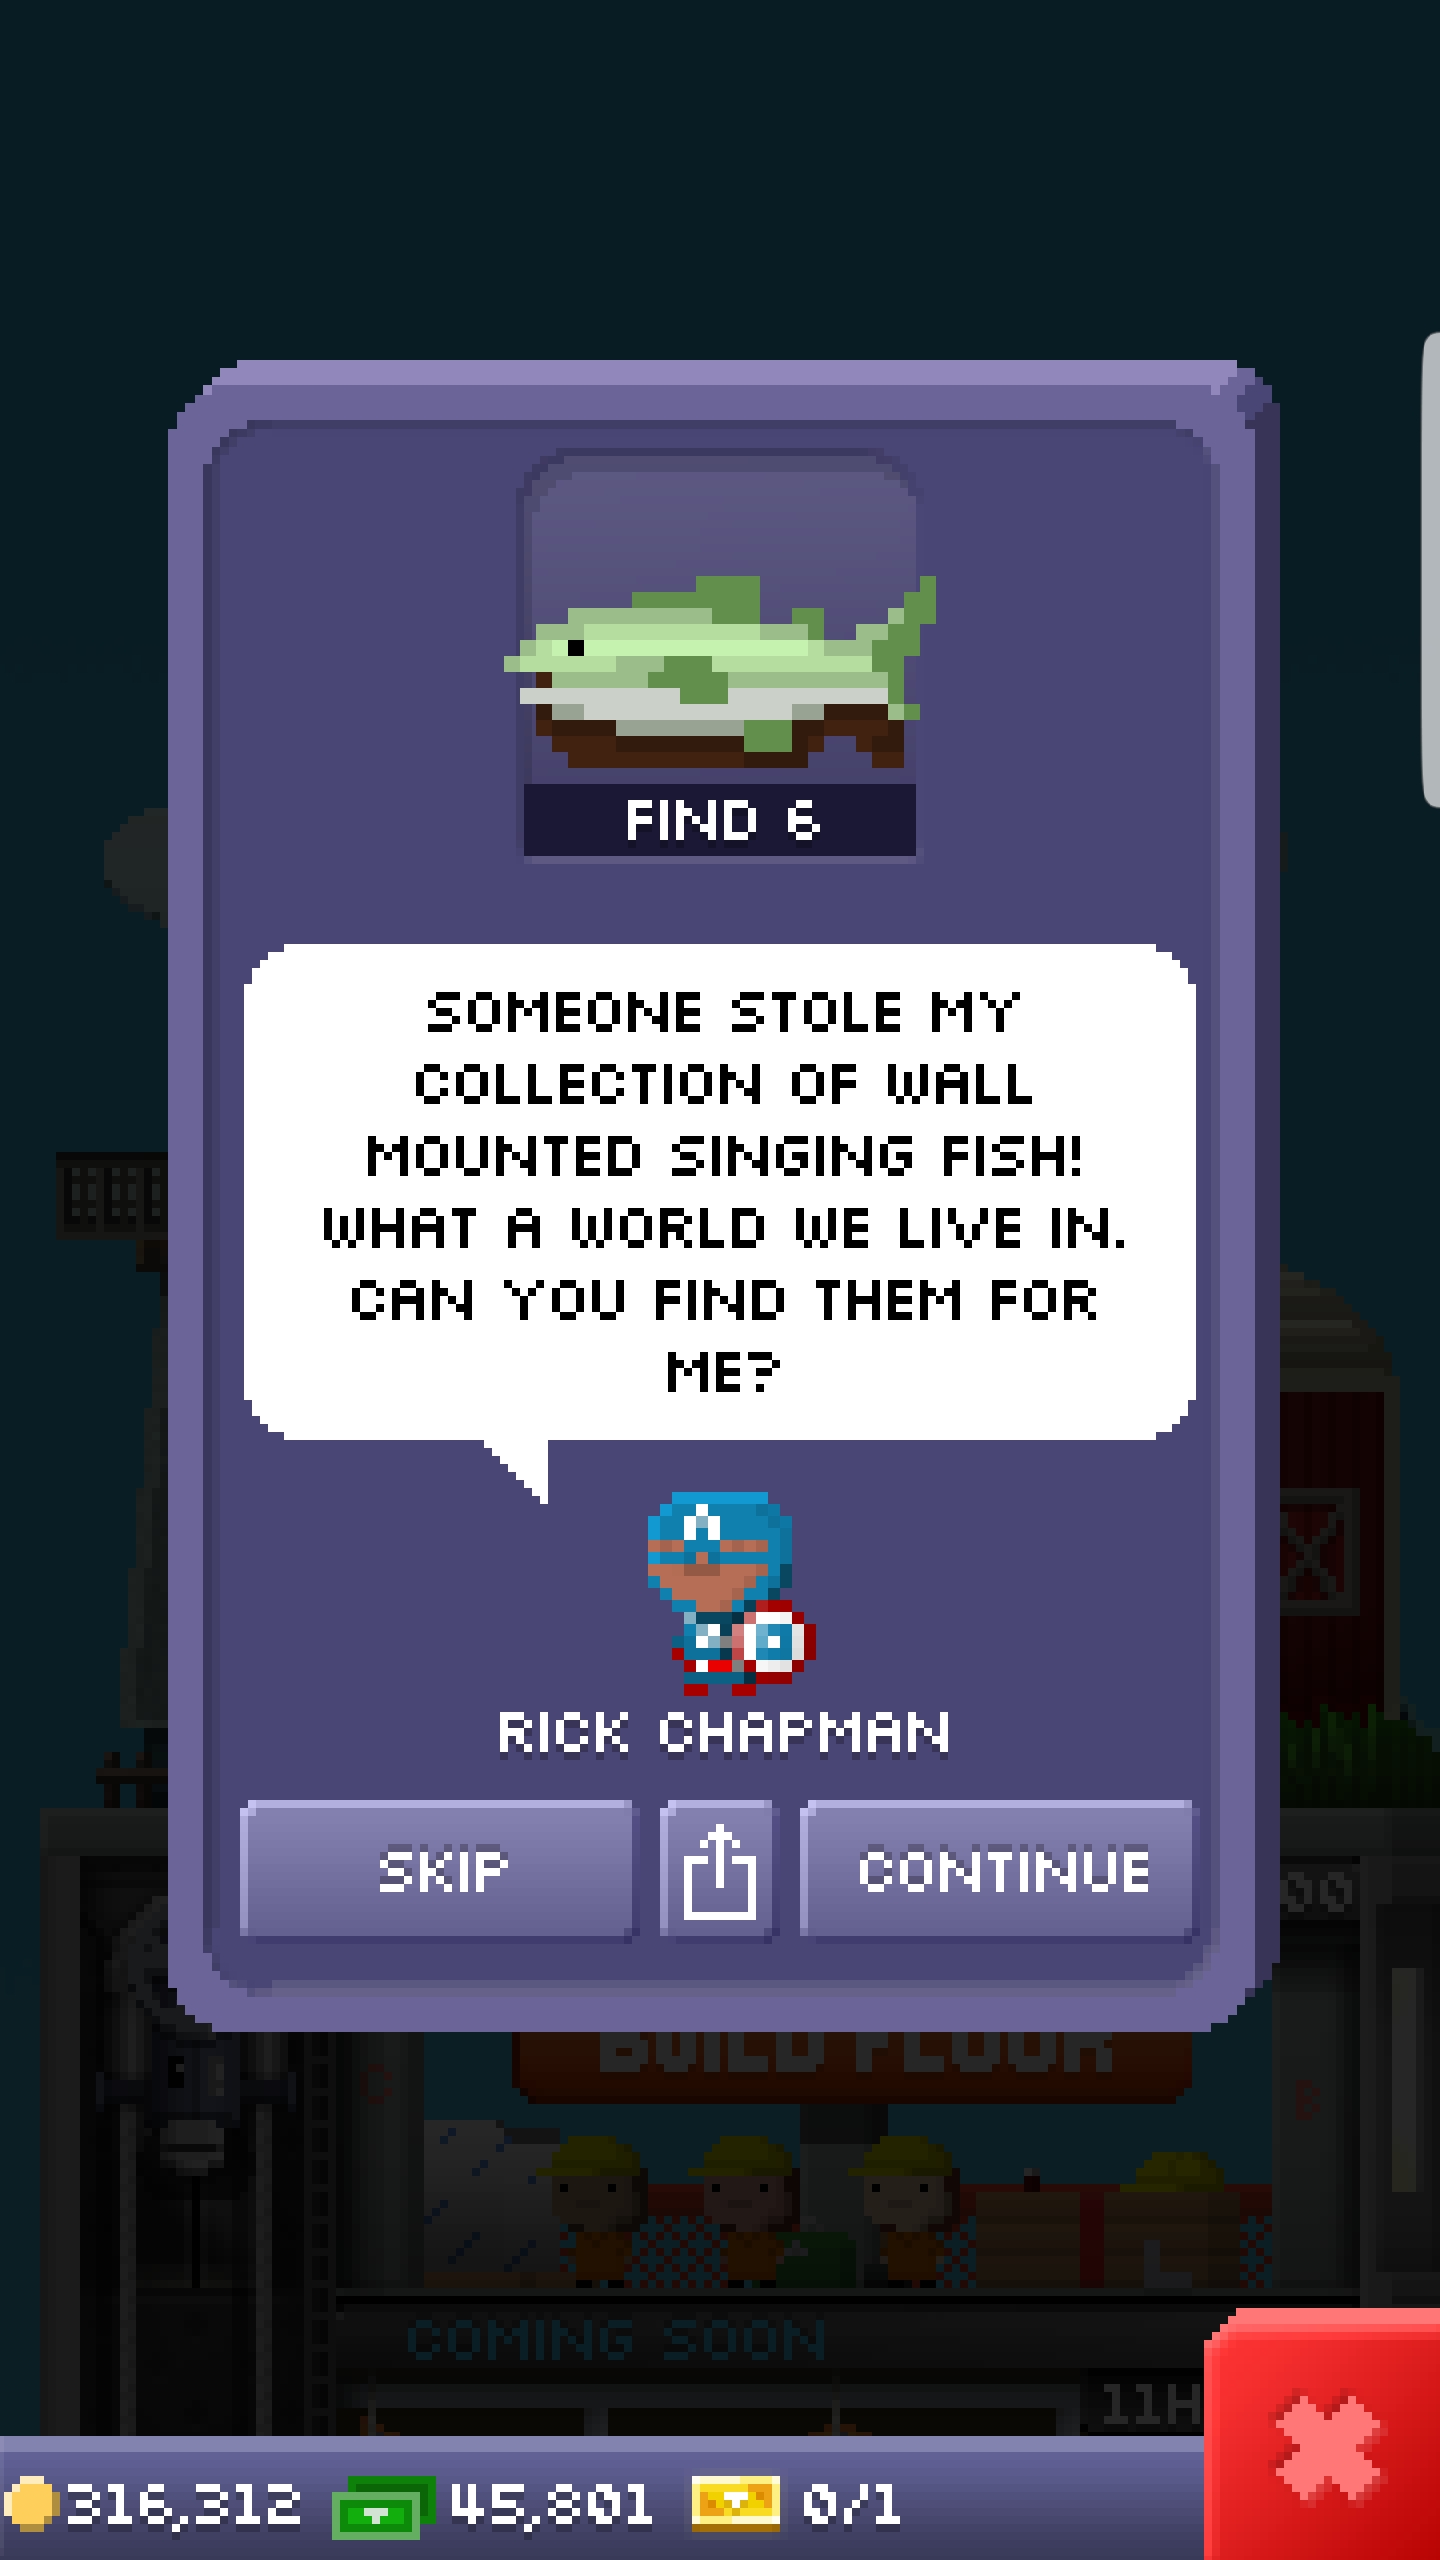 FIND 6
SOMEONE STOLE MY
COLLECTION OF WALL
MOUNTED SINGING FISH!
WHAT A WORLD WE LIVE IN.
CAN YOU FIND THEM FOR
ME?
A
RICK CHAPMAN
SKIP
CONTINUE
00
BUILD FLOOR
C
B
COMING SOON
11H
316,312
45,801
0/1